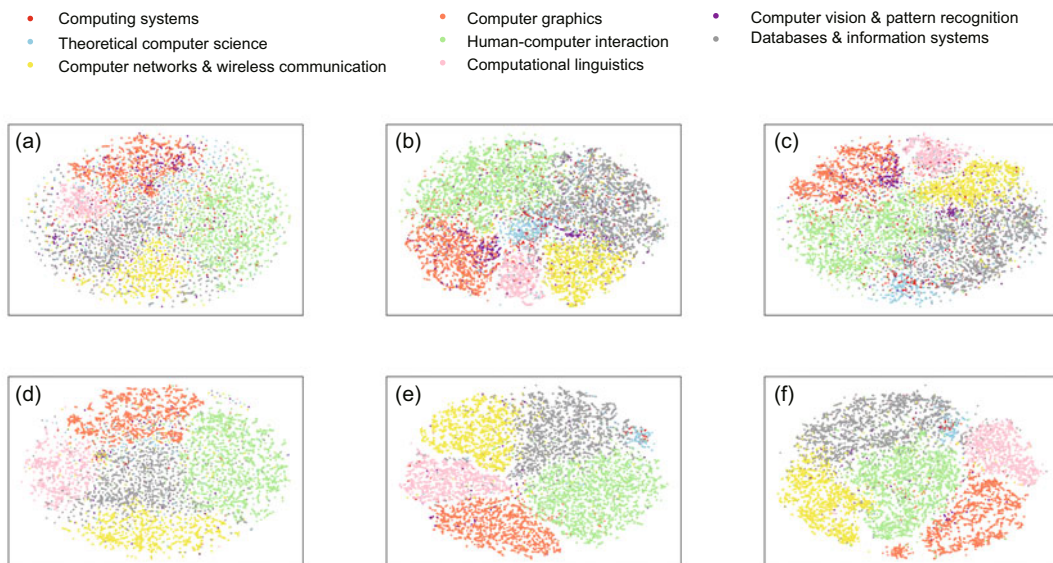 Computing systems
Computer graphics
Computer vision & pattern recognition
Theoretical computer science
Human-computer interaction
Databases & information systems
Computer networks & wireless communication
Computational linguistics
(a)
(b)
(c)
(d)
(e)
(f)